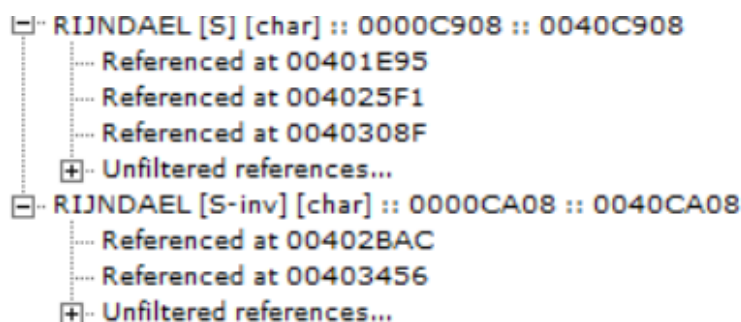 RIJNDAEL [S] [char] :: 0000C908 :: 0040C908
Referenced at 00401E95
Referenced at 004025F1
Referenced at 0040308F
Unfiltered references...
RIJNDAEL [S-inv] [char] :: 0000CA08 :: 0040CA08
Referenced at 00402BAC
Referenced at 00403456
Unfiltered references...